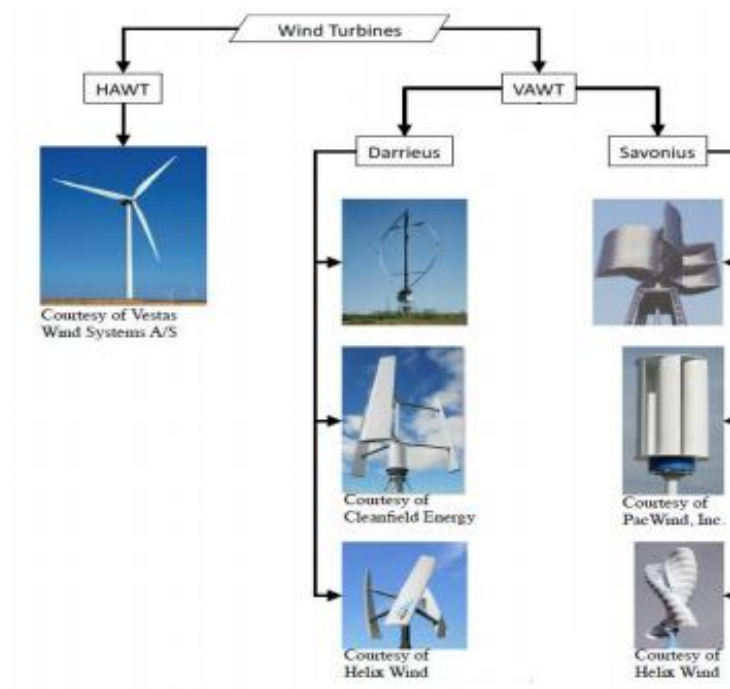 Wind Turbines
HAWT
VAWT
Darrieus
Savonius
Courtesy of Vestas
Wind Systems A/S
Courtesy of
Cleanfield Energy
Courtesy of
PacWind, Inc.
Courtesy of
Helix Wind
Courtesy of
Helix Wind